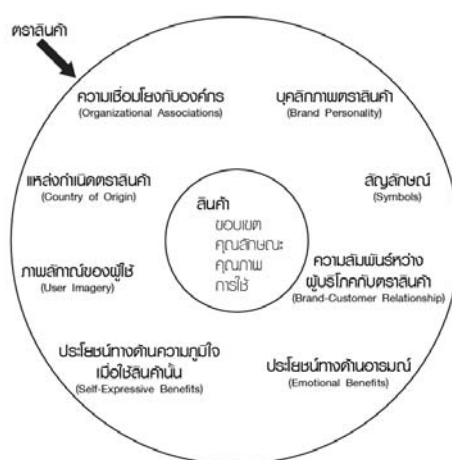 ตราสินค้า
ความเชื่อมโยงกับองค์กร
(Organizational Associations)
บุคลิกภาพตราสินค้า
(Brand Personality)
แหล่งกำเนิดตราสินค้า
(Country of Origin)
สัญลักษณ์
(Symbols)
สินค้า
ขอบเขต
คุณลักษณะ
คุณภาพ
การใช้
ภาพลักาณ์ของผู้ใช้
(User Imagery)
ความสัมพันธ์หว่าง
ผู้บริโภคกับตราสินค้า
(Brand-Customer Relationship)
ประโยชน์ทางด้านความภูมิใจ
เมื่อใช้สินค้านั้น
(Self-Expressive Benefits)
ประโยชน์ทางด้านอารมณ์
(Emotional Benefits)